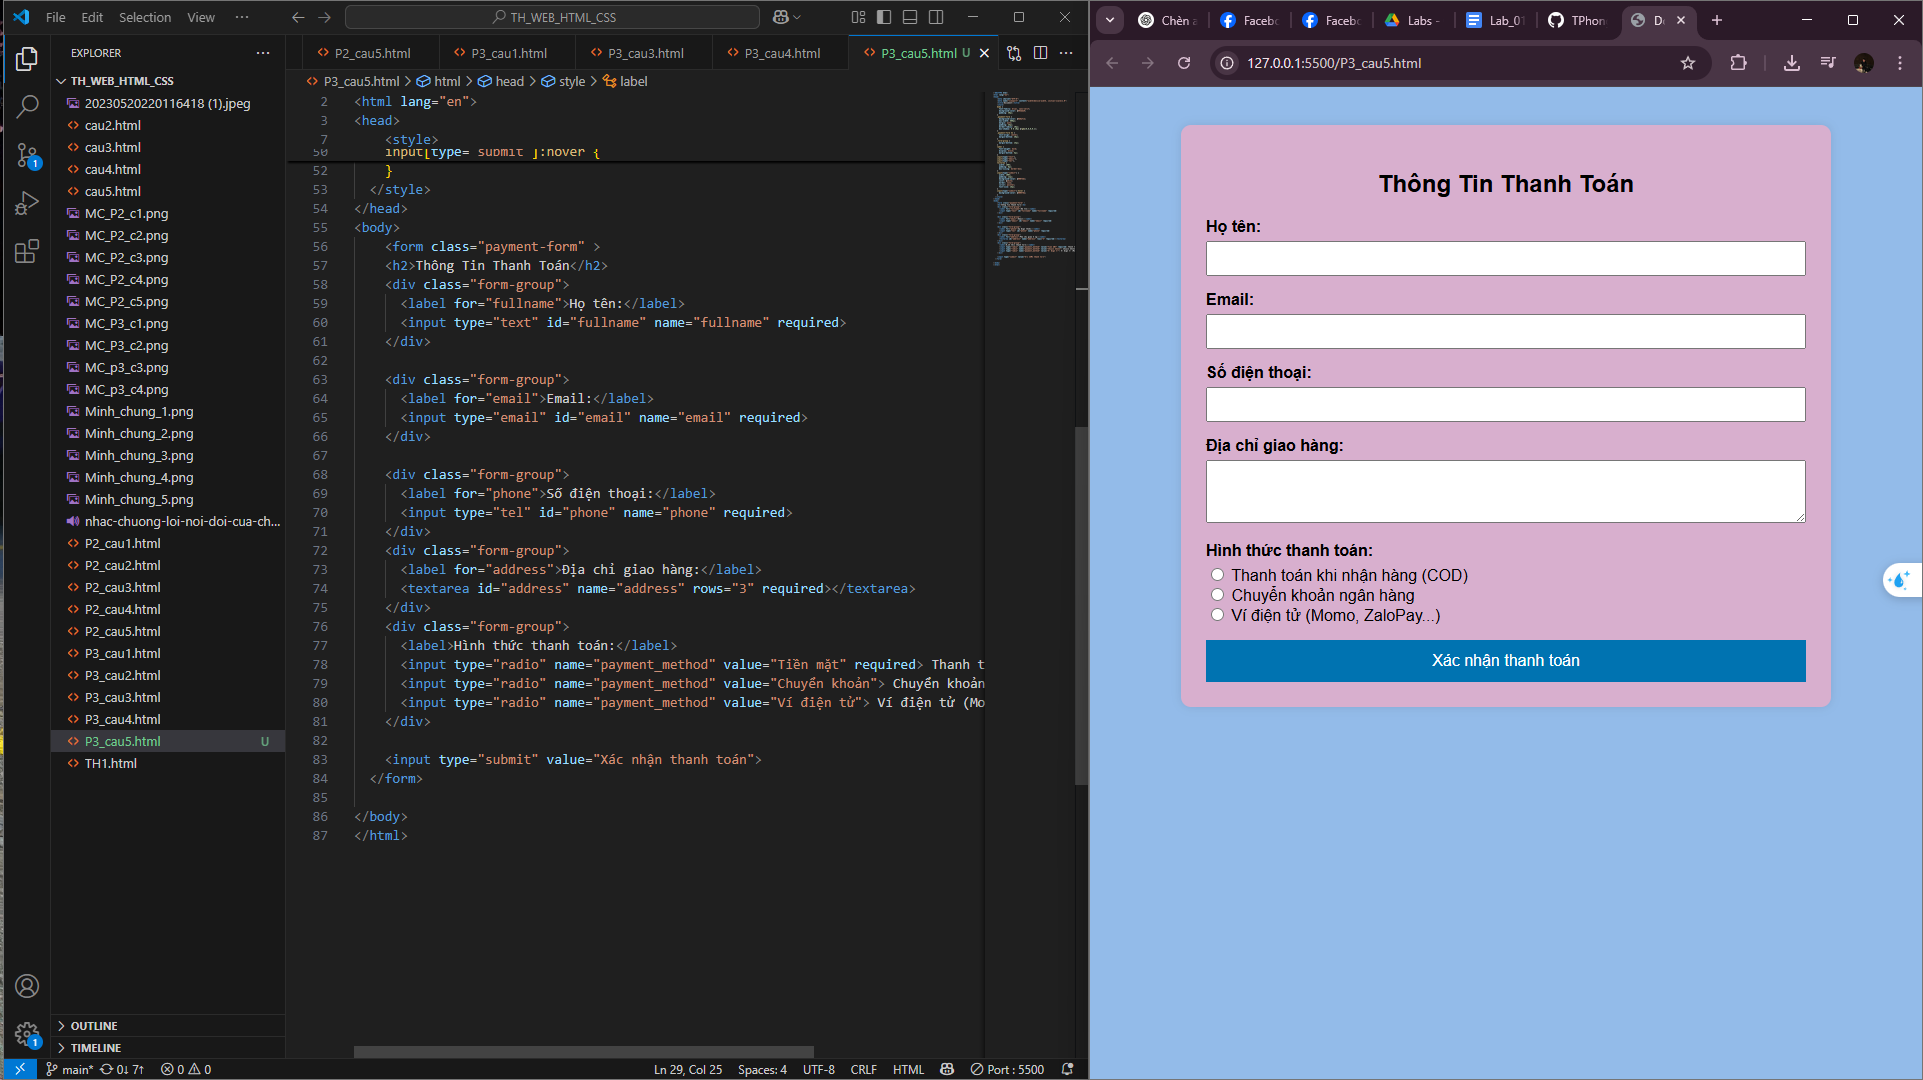 File Edit Selection View ···
TH_WEB_HTML_CSS
EXPLORER
TH_WEB_HTML_CSS
20230520220116418 (1).jpeg
cau2.html
cau3.html
cau4.html
cau5.html
MC_P2_c1.png
MC_P2_c2.png
MC_P2_c3.png
MC_P2_c4.png
MC_P2_c5.png
MC_P3_c1.png
MC_P3_c2.png
MC_p3_c3.png
MC_p3_c4.png
Minh_chung_1.png
Minh_chung_2.png
Minh_chung_3.png
Minh_chung_4.png
Minh_chung_5.png
nhac-chuong-loi-noi-doi-cua-ch...
P2_cau1.html
P2_cau2.html
P2_cau3.html
P2_cau4.html
P2_cau5.html
P3_cau1.html
P3_cau2.html
P3_cau3.html
P3_cau4.html
P3_cau5.html U
TH1.html
OUTLINE
TIMELINE
1
1
P2_cau5.html P3_cau1.html P3_cau3.html P3_cau4.html P3_cau5.html U
P3_cau5.html > html > head > style > label
2 <html lang="en">
3 <head>
7 <style>
50 input[type= submit ]:hover {
52 }
53 </style>
54 </head>
55 <body>
56 <form class="payment-form" >
57 <h2>Thông Tin Thanh Toán</h2>
58 <div class="form-group">
59 <label for="fullname">Họ tên:</label>
60 <input type="text" id="fullname" name="fullname" required>
61 </div>
62
63 <div class="form-group">
64 <label for="email">Email:</label>
65 <input type="email" id="email" name="email" required>
66 </div>
67
68 <div class="form-group">
69 <label for="phone">Số điện thoại:</label>
70 <input type="tel" id="phone" name="phone" required>
71 </div>
72 <div class="form-group">
73 <label for="address">Địa chỉ giao hàng:</label>
74 <textarea id="address" name="address" rows="3" required></textarea>
75 </div>
76 <div class="form-group">
77 <label>Hình thức thanh toán:</label>
78 <input type="radio" name="payment_method" value="Tiền mặt" required> Thanh t
79 <input type="radio" name="payment_method" value="Chuyển khoản"> Chuyển khoản
80 <input type="radio" name="payment_method" value="Ví điện tử"> Ví điện tử (Mo
81 </div>
82
83 <input type="submit" value="Xác nhận thanh toán">
84 </form>
85
86 </body>
87 </html>
main* 0↓ 7↑ 0 0 Ln 29, Col 25 Spaces: 4 UTF-8 CRLF HTML Port : 5500
Chèn a Facebo Facebo Labs - Lab_01 TPhon Do
127.0.0.1:5500/P3_cau5.html
Thông Tin Thanh Toán
Họ tên:
Email:
Số điện thoại:
Địa chỉ giao hàng:
Hình thức thanh toán:
Thanh toán khi nhận hàng (COD)
Chuyển khoản ngân hàng
Ví điện tử (Momo, ZaloPay...)
Xác nhận thanh toán